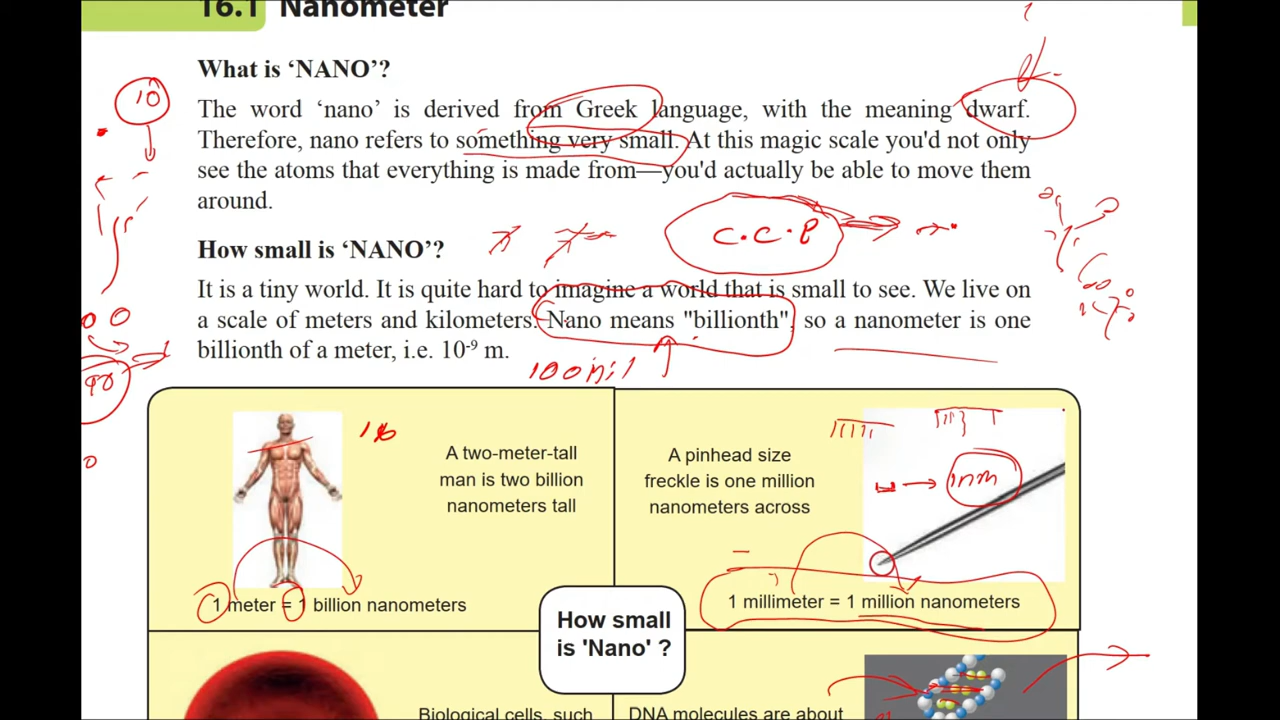 16.1 Nanometer
What is ‘NANO’?
The word ‘nano’ is derived from Greek language, with the meaning dwarf.
Therefore, nano refers to something very small. At this magic scale you'd not only
see the atoms that everything is made from—you'd actually be able to move them
around.
C.C.P
How small is ‘NANO’?
It is a tiny world. It is quite hard to imagine a world that is small to see. We live on
a scale of meters and kilometers. Nano means "billionth", so a nanometer is one
billionth of a meter, i.e. 10⁻⁹ m.
A two-meter-tall
man is two billion
nanometers tall
1 meter = 1 billion nanometers
A pinhead size
freckle is one million
nanometers across
1 millimeter = 1 million nanometers
How small
is 'Nano' ?
Biological cells, such
DNA molecules are about